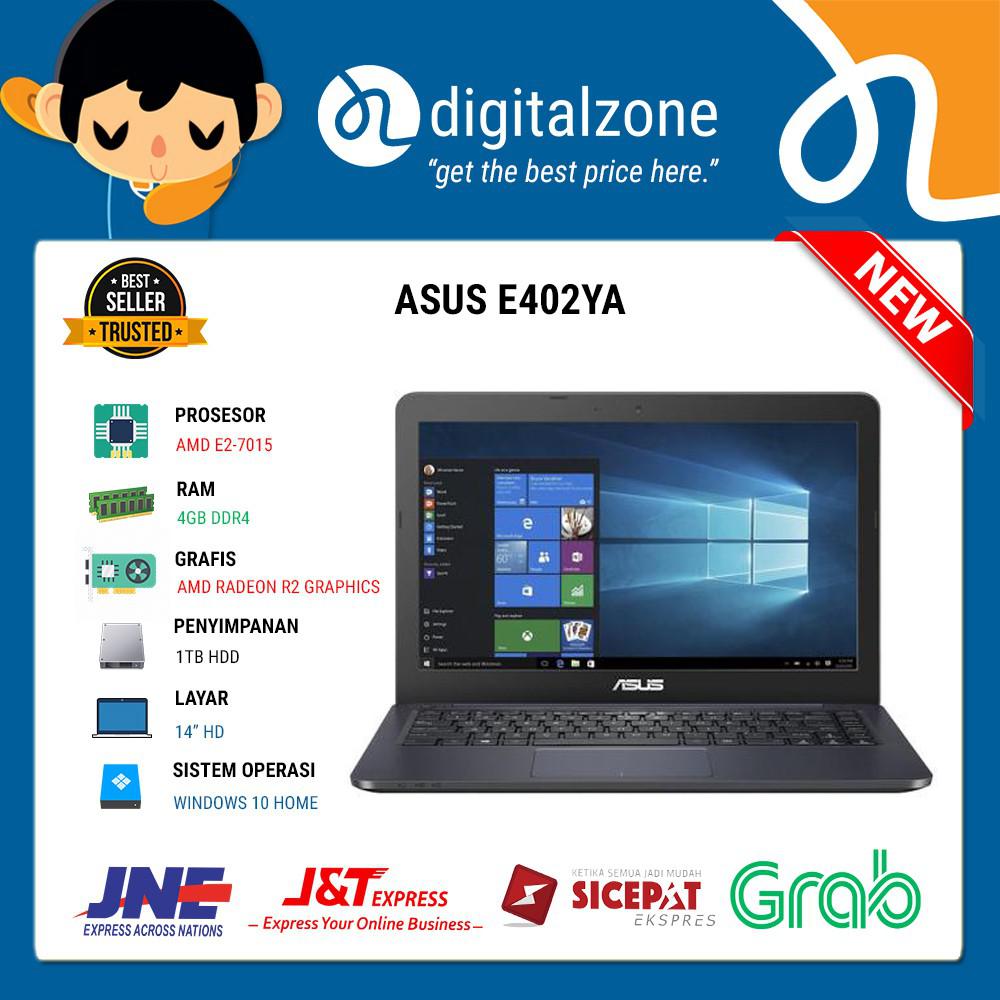 digitalzone
“get the best price here.”
BEST
SELLER
TRUSTED
ASUS E402YA
NEW
PROSESOR
AMD E2-7015
RAM
4GB DDR4
GRAFIS
AMD RADEON R2 GRAPHICS
PENYIMPANAN
1TB HDD
LAYAR
14” HD
SISTEM OPERASI
WINDOWS 10 HOME
ASUS
JNE
EXPRESS ACROSS NATIONS
J&T EXPRESS
– Express Your Online Business –
KETIKA SEMUA JADI MUDAH
SICEPAT
EKSPRES
Grab